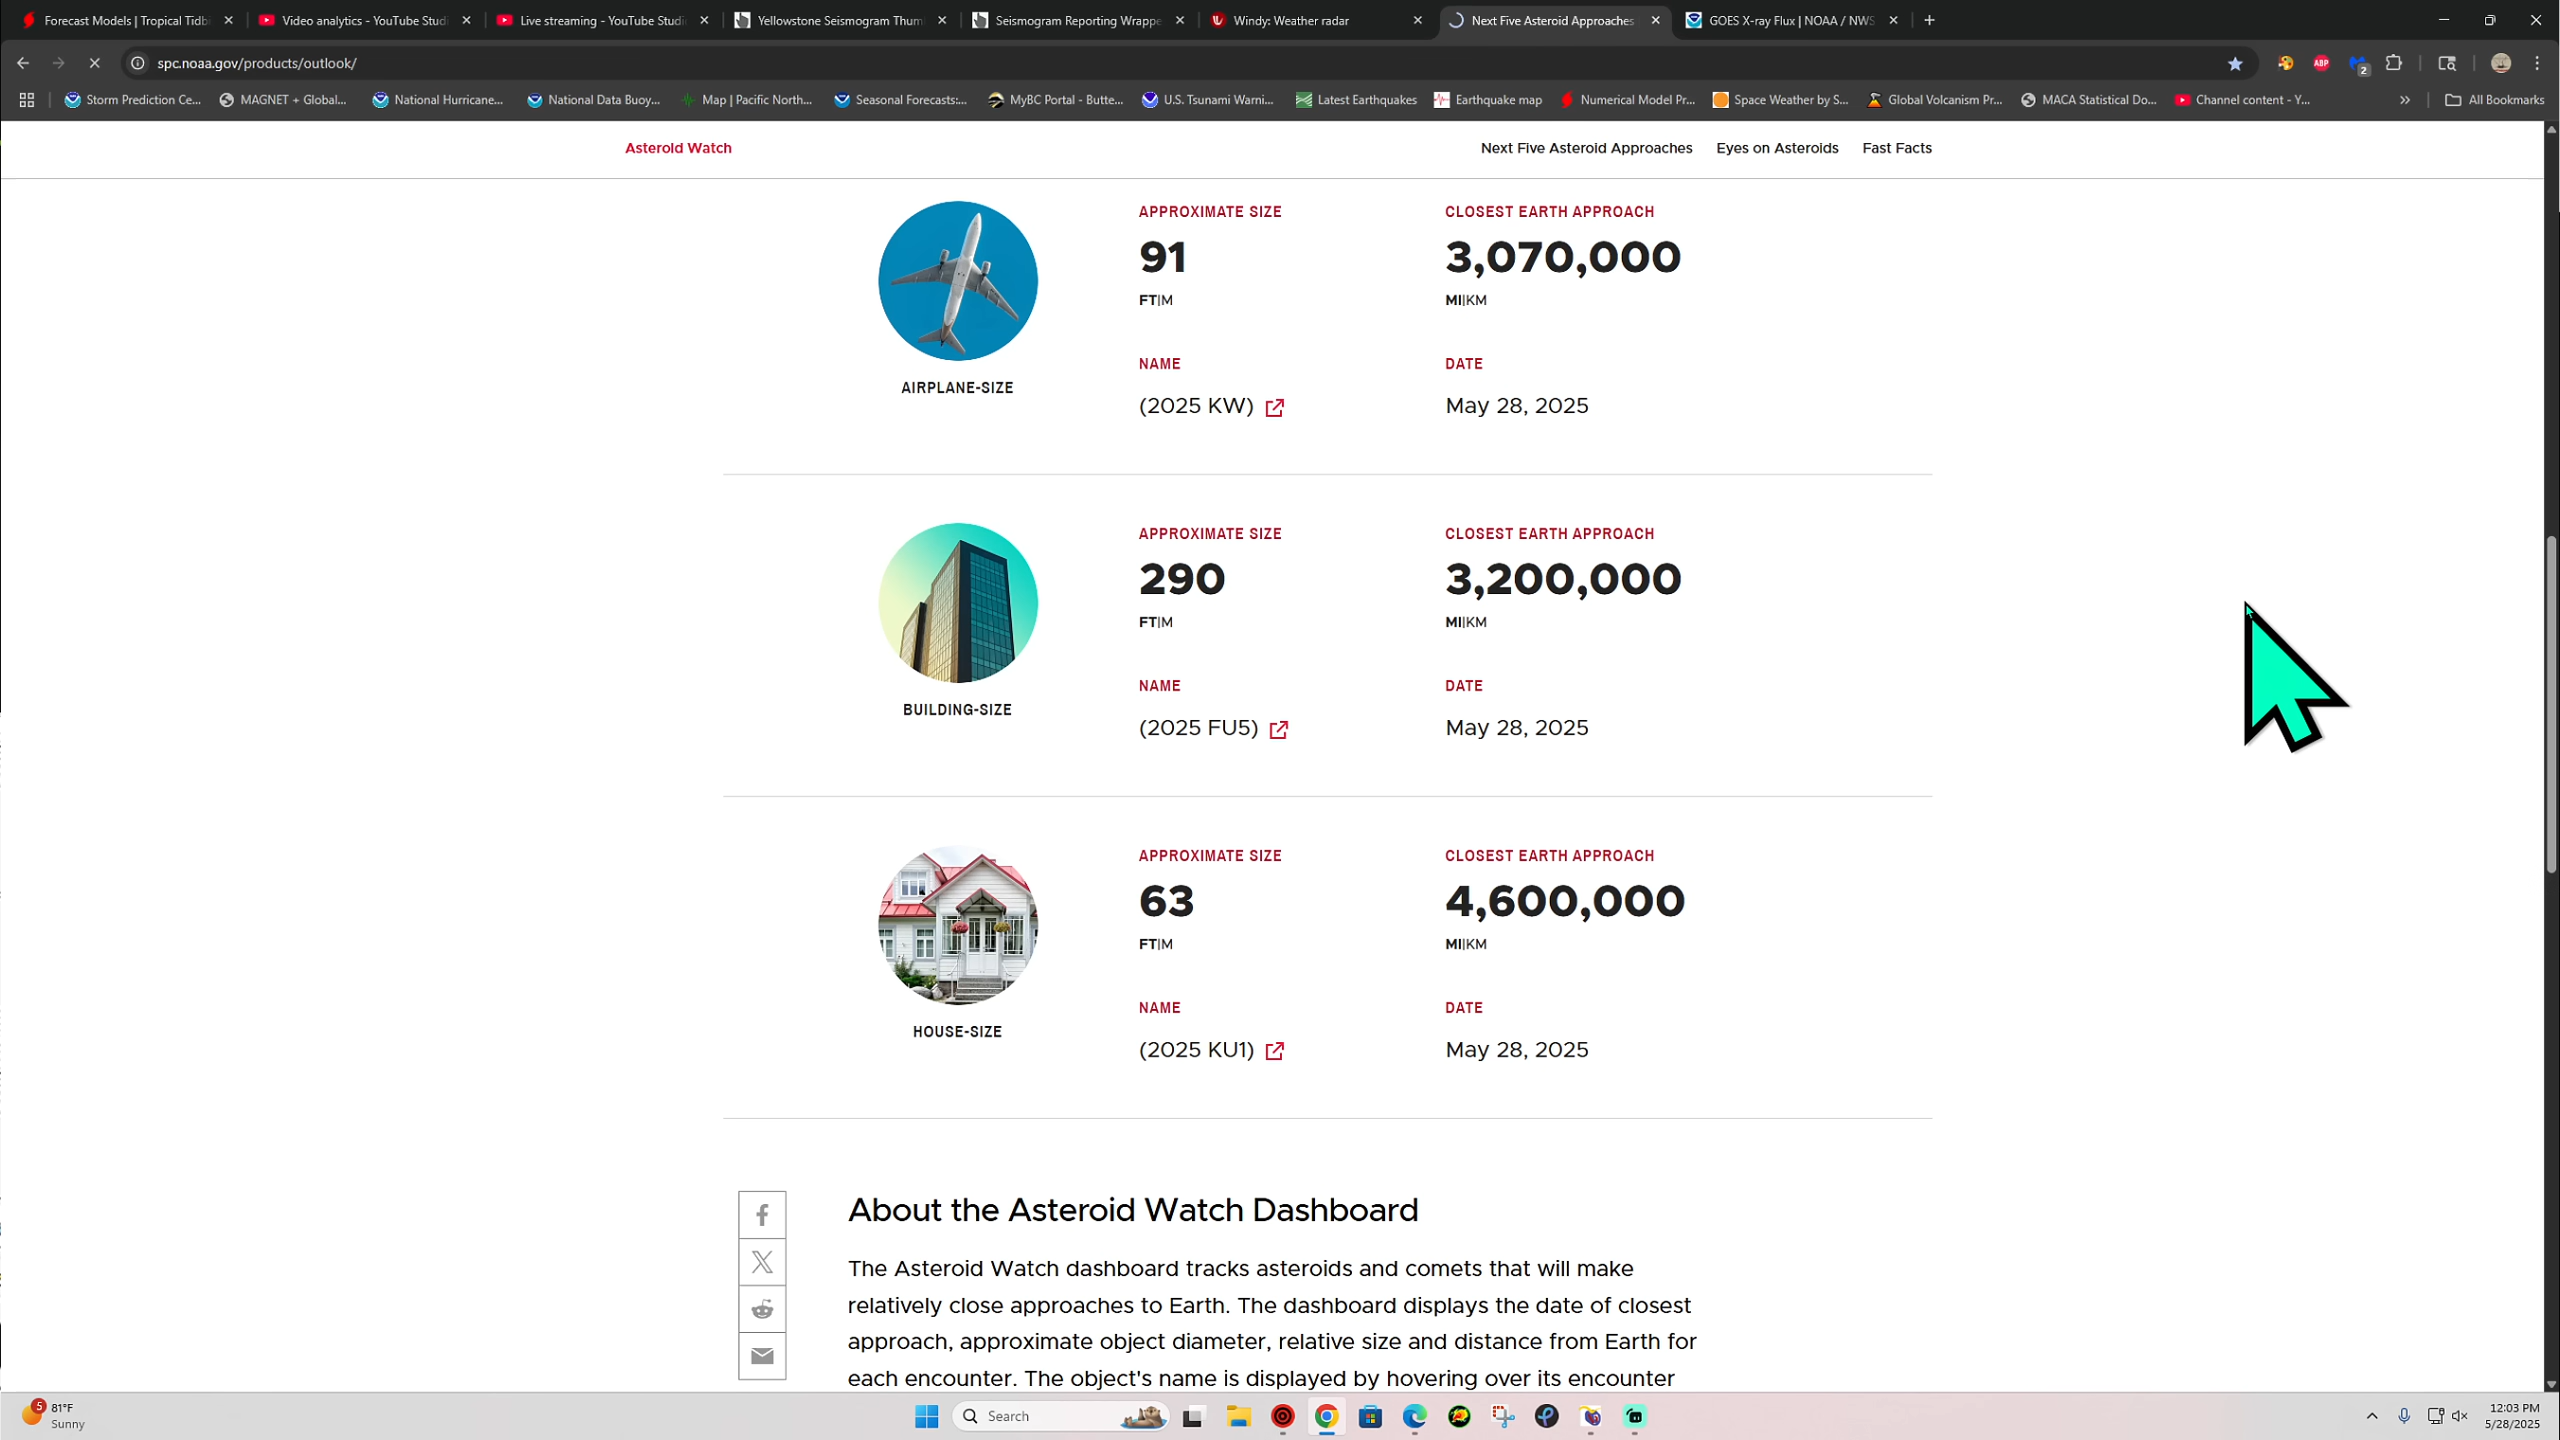 Forecast Models | Tropical Tidbi
Video analytics - YouTube Studi
Live streaming - YouTube Studi
Yellowstone Seismogram Thum
Seismogram Reporting Wrappe
Windy: Weather radar
Next Five Asteroid Approaches
GOES X-ray Flux | NOAA / NWS
spc.noaa.gov/products/outlook/
ABP
2
Storm Prediction Ce...
MAGNET + Global...
National Hurricane...
National Data Buoy...
Map | Pacific North...
Seasonal Forecasts:...
MyBC Portal - Butte...
U.S. Tsunami Warni...
Latest Earthquakes
Earthquake map
Numerical Model Pr...
Space Weather by S...
Global Volcanism Pr...
MACA Statistical Do...
Channel content - Y...
All Bookmarks
Asteroid Watch
Next Five Asteroid Approaches
Eyes on Asteroids
Fast Facts
APPROXIMATE SIZE
CLOSEST EARTH APPROACH
91
3,070,000
FT|M
MI|KM
NAME
DATE
AIRPLANE-SIZE
(2025 KW)
May 28, 2025
APPROXIMATE SIZE
CLOSEST EARTH APPROACH
290
3,200,000
FT|M
MI|KM
NAME
DATE
BUILDING-SIZE
(2025 FU5)
May 28, 2025
APPROXIMATE SIZE
CLOSEST EARTH APPROACH
63
4,600,000
FT|M
MI|KM
NAME
DATE
HOUSE-SIZE
(2025 KU1)
May 28, 2025
About the Asteroid Watch Dashboard
The Asteroid Watch dashboard tracks asteroids and comets that will make
relatively close approaches to Earth. The dashboard displays the date of closest
approach, approximate object diameter, relative size and distance from Earth for
each encounter. The object's name is displayed by hovering over its encounter
5
81°F
Sunny
Search
12:03 PM
5/28/2025